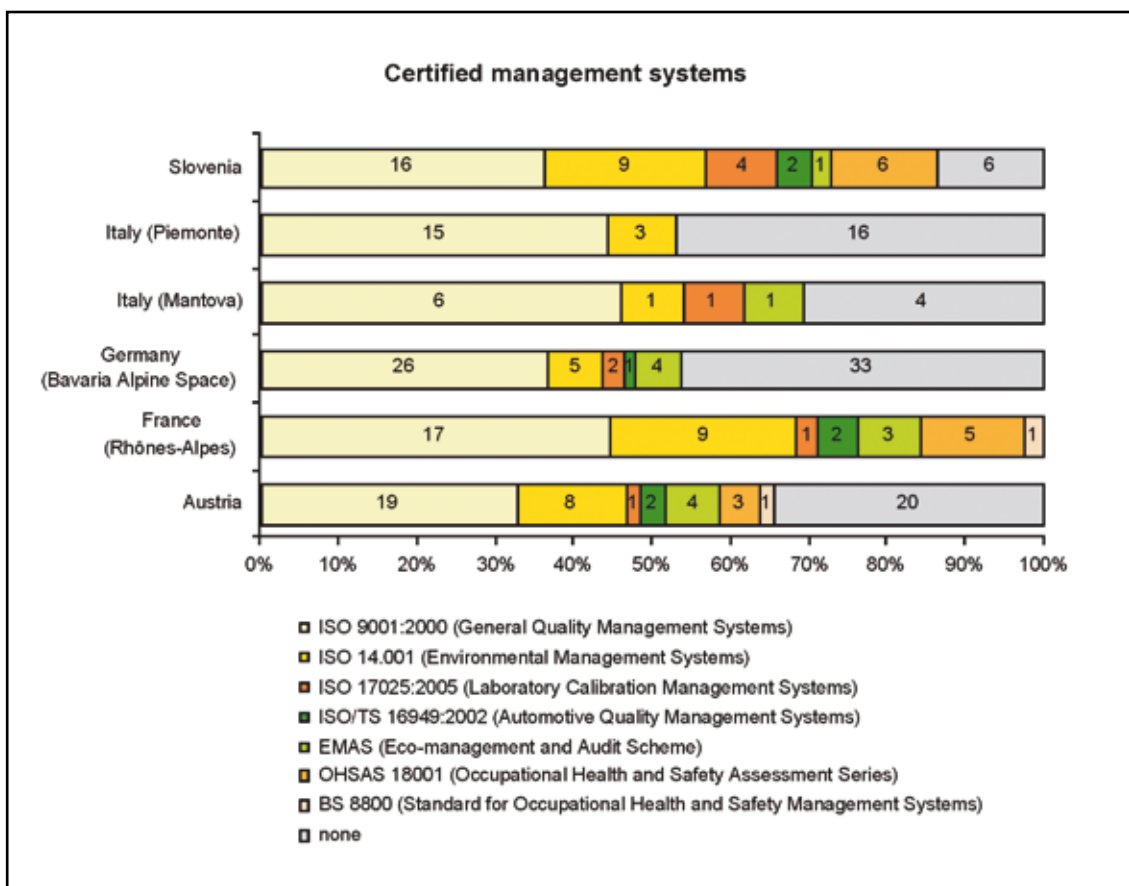 Certified management systems
Slovenia
16 9 4 2 1 6 6
Italy (Piemonte)
15 3 16
Italy (Mantova)
6 1 1 1 4
Germany
(Bavaria Alpine Space)
26 5 2 1 4 33
France
(Rhônes-Alpes)
17 9 1 2 3 5 1
Austria
19 8 1 2 4 3 1 20
0% 10% 20% 30% 40% 50% 60% 70% 80% 90% 100%
ISO 9001:2000 (General Quality Management Systems)
ISO 14.001 (Environmental Management Systems)
ISO 17025:2005 (Laboratory Calibration Management Systems)
ISO/TS 16949:2002 (Automotive Quality Management Systems)
EMAS (Eco-management and Audit Scheme)
OHSAS 18001 (Occupational Health and Safety Assessment Series)
BS 8800 (Standard for Occupational Health and Safety Management Systems)
none